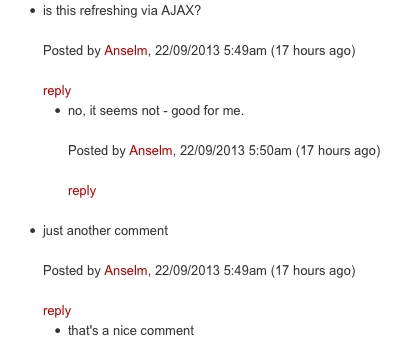 is this refreshing via AJAX?
Posted by Anselm, 22/09/2013 5:49am (17 hours ago)
reply
no, it seems not - good for me.
Posted by Anselm, 22/09/2013 5:50am (17 hours ago)
reply
just another comment
Posted by Anselm, 22/09/2013 5:49am (17 hours ago)
reply
that's a nice comment